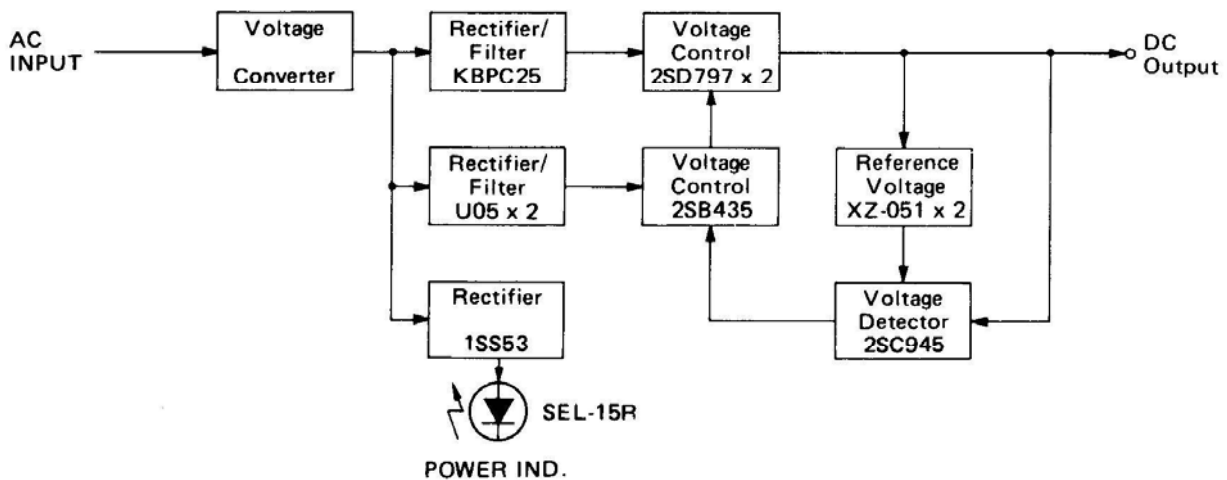 AC
INPUT
Voltage
Converter
Rectifier/
Filter
KBPC25
Voltage
Control
2SD797 x 2
DC
Output
Rectifier/
Filter
U05 x 2
Voltage
Control
2SB435
Reference
Voltage
XZ-051 x 2
Rectifier
1SS53
Voltage
Detector
2SC945
SEL-15R
POWER IND.